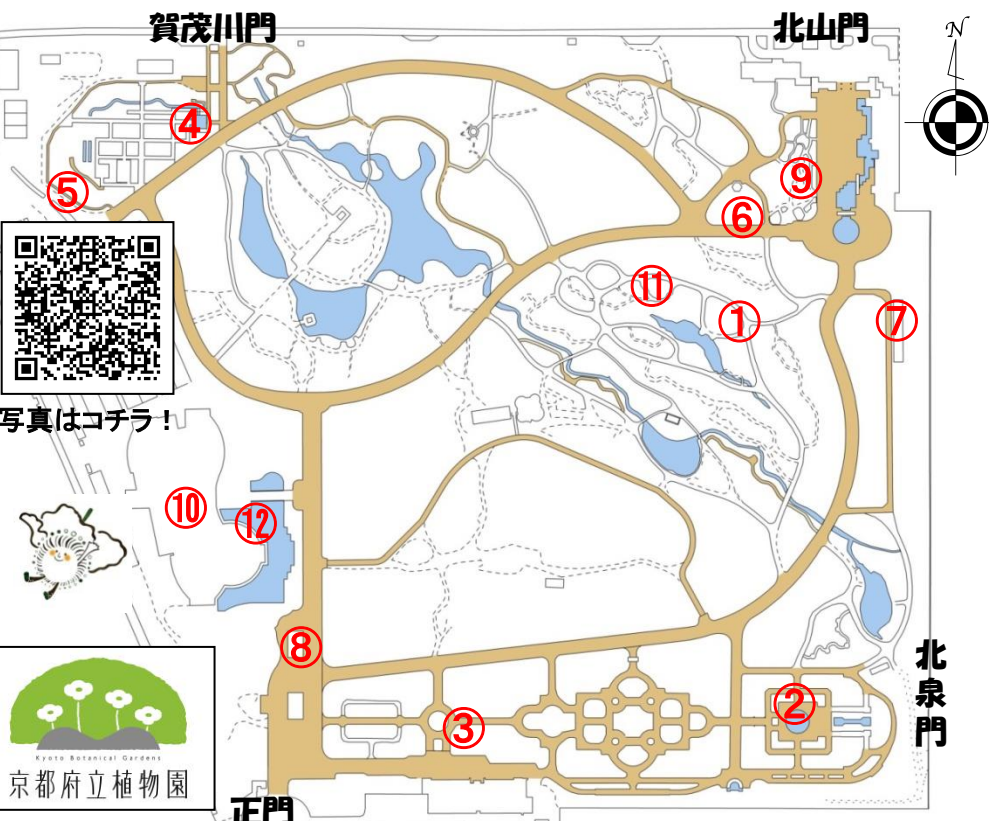 賀茂川門
北山門
N
④
⑤
⑨
⑥
⑪
①
⑦
写真はコチラ!
⑩
⑫
⑧
北泉門
②
③
Kyoto Botanical Gardens
京都府立植物園
正門